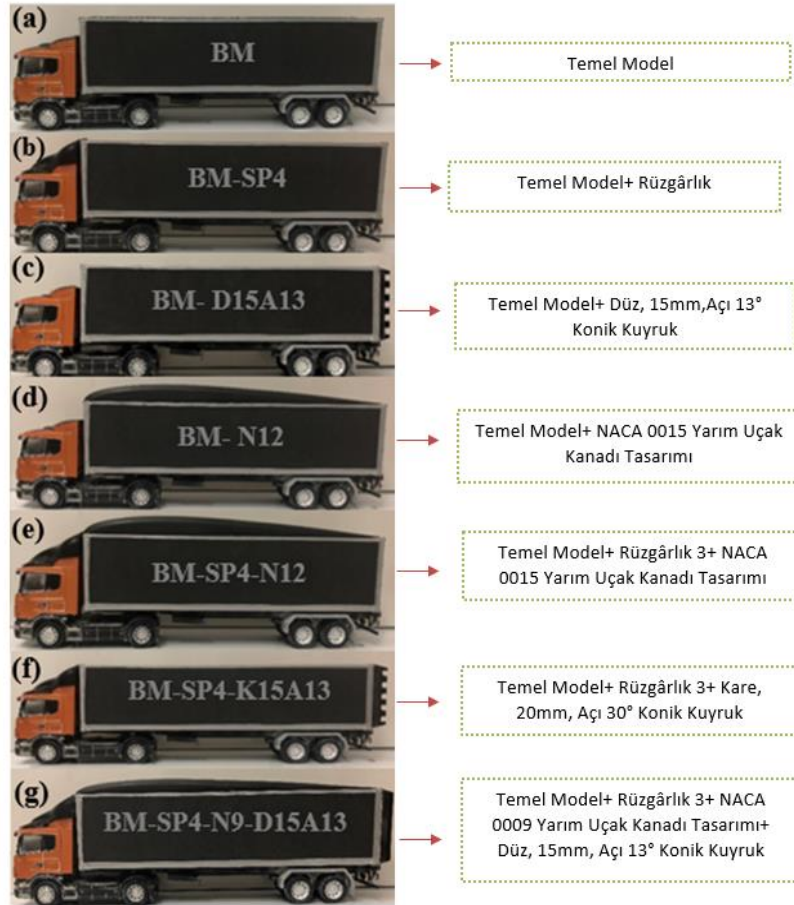 (a)
BM
Temel Model
(b)
BM-SP4
Temel Model+ Rüzgârlık
(c)
BM- D15A13
Temel Model+ Düz, 15mm,Açı 13°
Konik Kuyruk
(d)
BM- N12
Temel Model+ NACA 0015 Yarım Uçak
Kanadı Tasarımı
(e)
BM-SP4-N12
Temel Model+ Rüzgârlık 3+ NACA
0015 Yarım Uçak Kanadı Tasarımı
(f)
BM-SP4-K15A13
Temel Model+ Rüzgârlık 3+ Kare,
20mm, Açı 30° Konik Kuyruk
(g)
BM-SP4-N9-D15A13
Temel Model+ Rüzgârlık 3+ NACA
0009 Yarım Uçak Kanadı Tasarımı+
Düz, 15mm, Açı 13° Konik Kuyruk